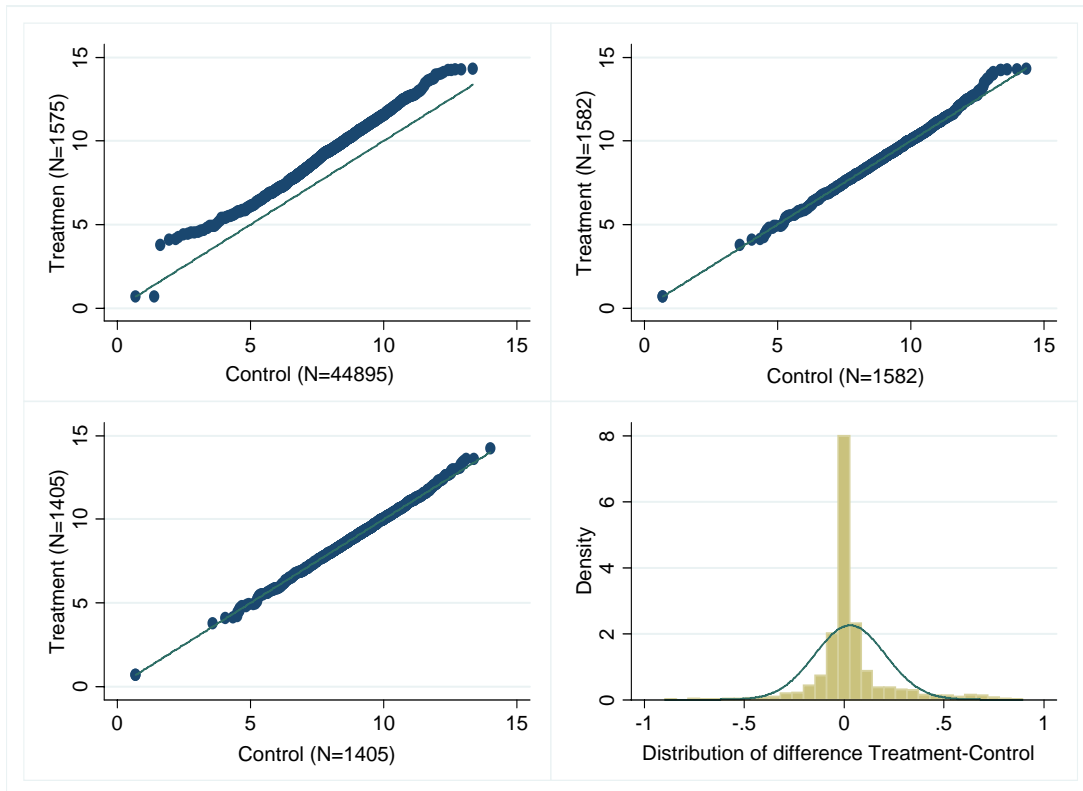 15
10
5
0
Treatmen (N=1575)
0 5 10 15
Control (N=44895)
15
10
5
0
Treatment (N=1582)
0 5 10 15
Control (N=1582)
15
10
5
0
Treatment (N=1405)
0 5 10 15
Control (N=1405)
8
6
4
2
0
Density
-1 -.5 0 .5 1
Distribution of difference Treatment-Control